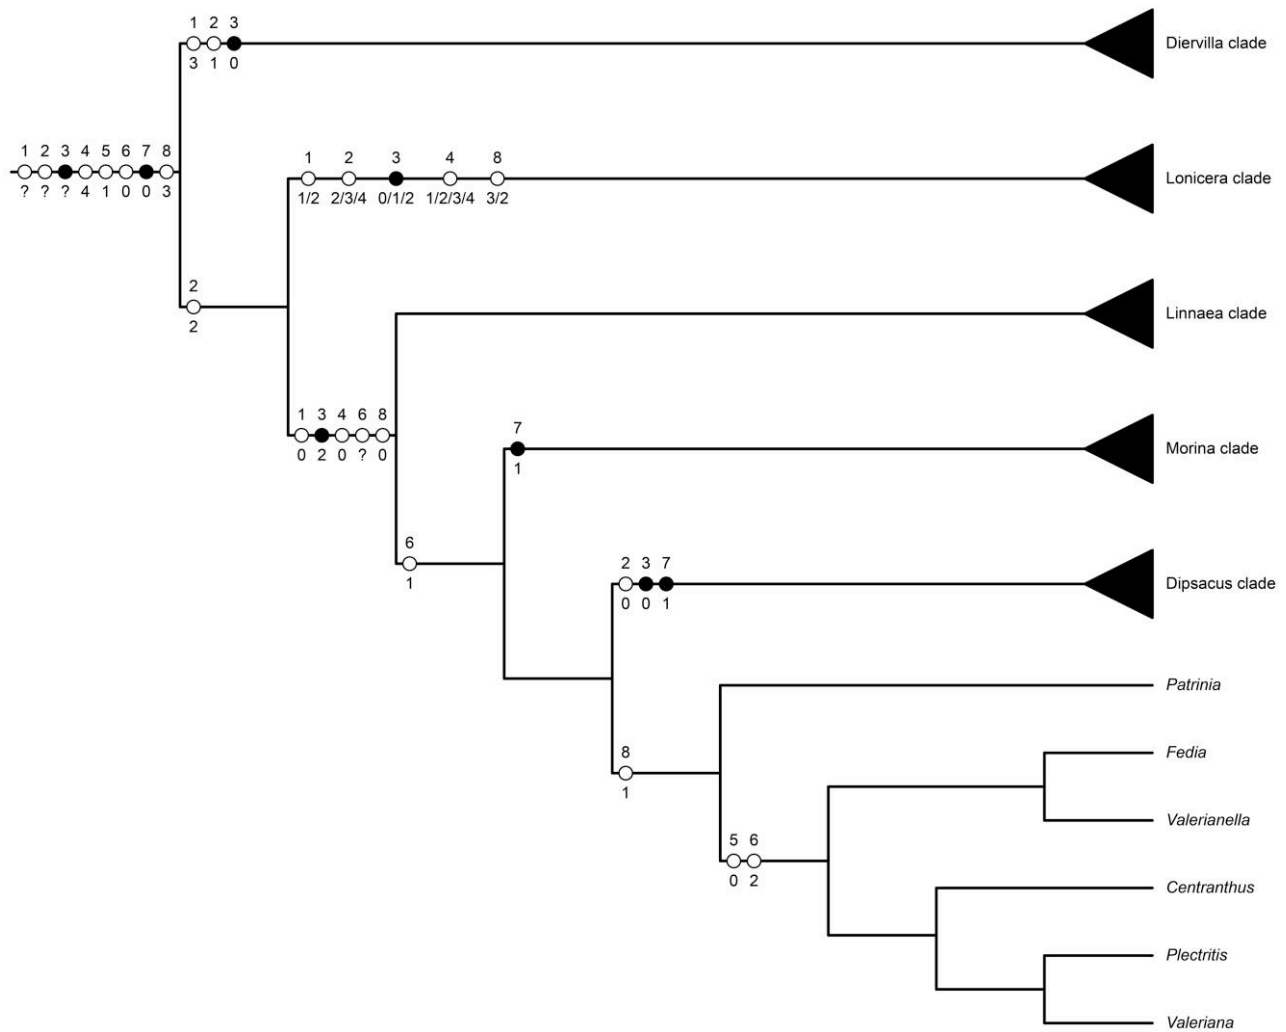 1 2 3
3 1 0
Diervilla clade
1 2 3 4 5 6 7 8
? ? ? 4 1 0 0 3
1 2 3 4 8
1/2 2/3/4 0/1/2 1/2/3/4 3/2
Lonicera clade
2
2
Linnaea clade
1 3 4 6 8
0 2 0 ? 0
7
1
Morina clade
6
1
2 3 7
0 0 1
Dipsacus clade
Patrinia
8
1
Fedia
Valerianella
5 6
0 2
Centranthus
Plectritis
Valeriana